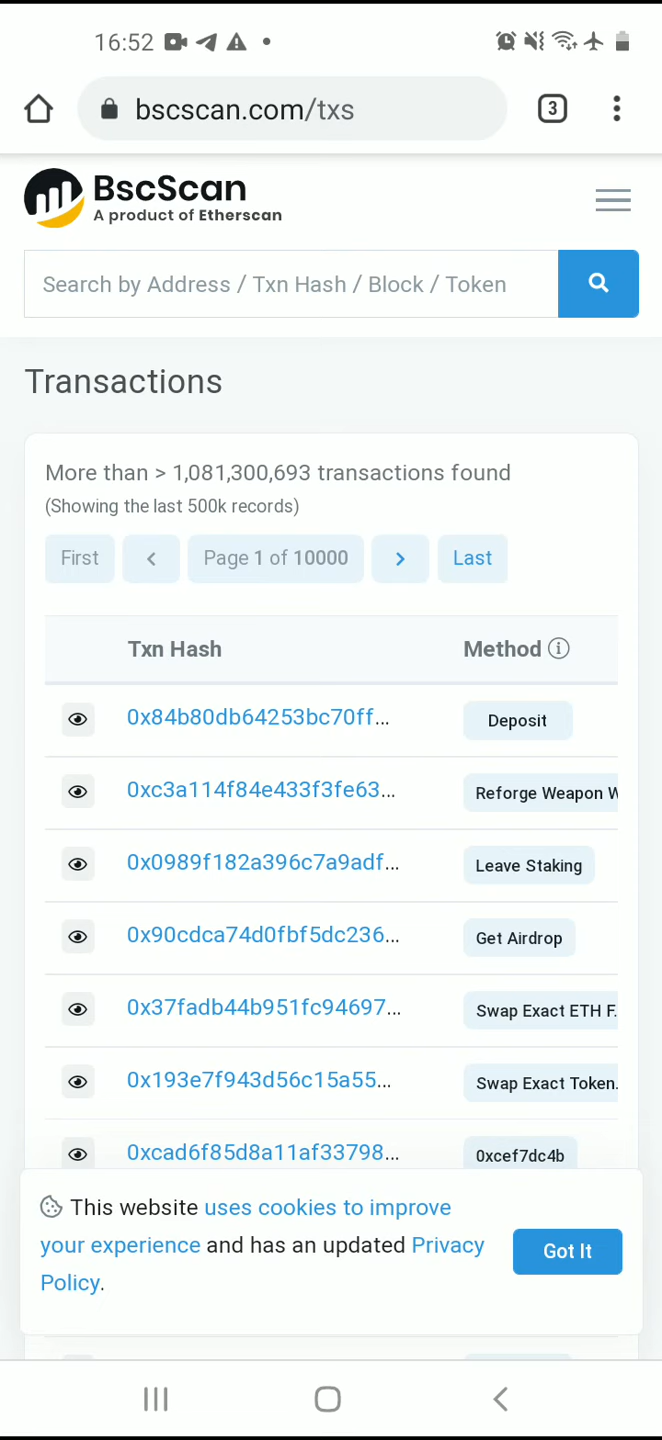 16:52
bscscan.com/txs
3
BscScan
A product of Etherscan
Search by Address / Txn Hash / Block / Token
Transactions
More than > 1,081,300,693 transactions found
(Showing the last 500k records)
First
Page 1 of 10000
Last
Txn Hash Method
0x84b80db64253bc70ff... Deposit
0xc3a114f84e433f3fe63... Reforge Weapon W
0x0989f182a396c7a9adf... Leave Staking
0x90cdca74d0fbf5dc236... Get Airdrop
0x37fadb44b951fc94697... Swap Exact ETH F.
0x193e7f943d56c15a55... Swap Exact Token.
0xcad6f85d8a11af33798... 0xcef7dc4b
This website uses cookies to improve
your experience and has an updated Privacy
Policy.
Got It